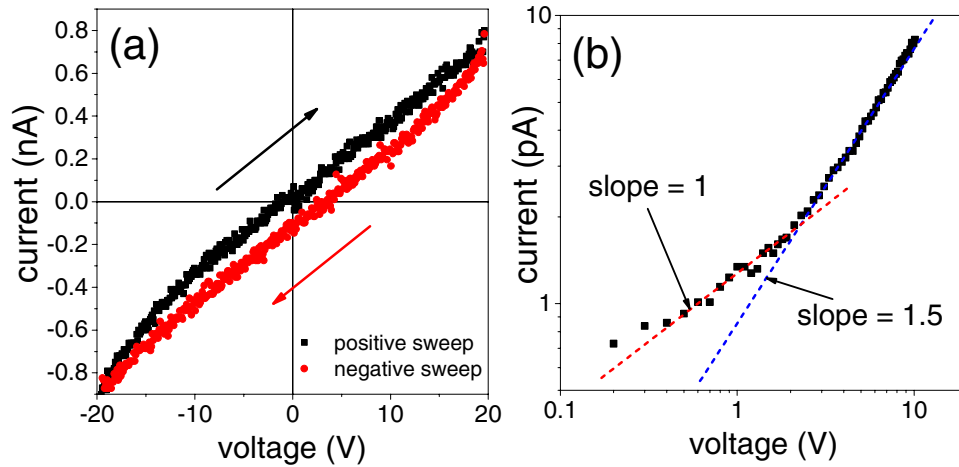 (a)
current (nA)
0.8
0.6
0.4
0.2
0.0
-0.2
-0.4
-0.6
-0.8
positive sweep
negative sweep
-20 -10 0 10 20
voltage (V)
(b)
current (pA)
10
1
slope = 1
slope = 1.5
0.1 1 10
voltage (V)